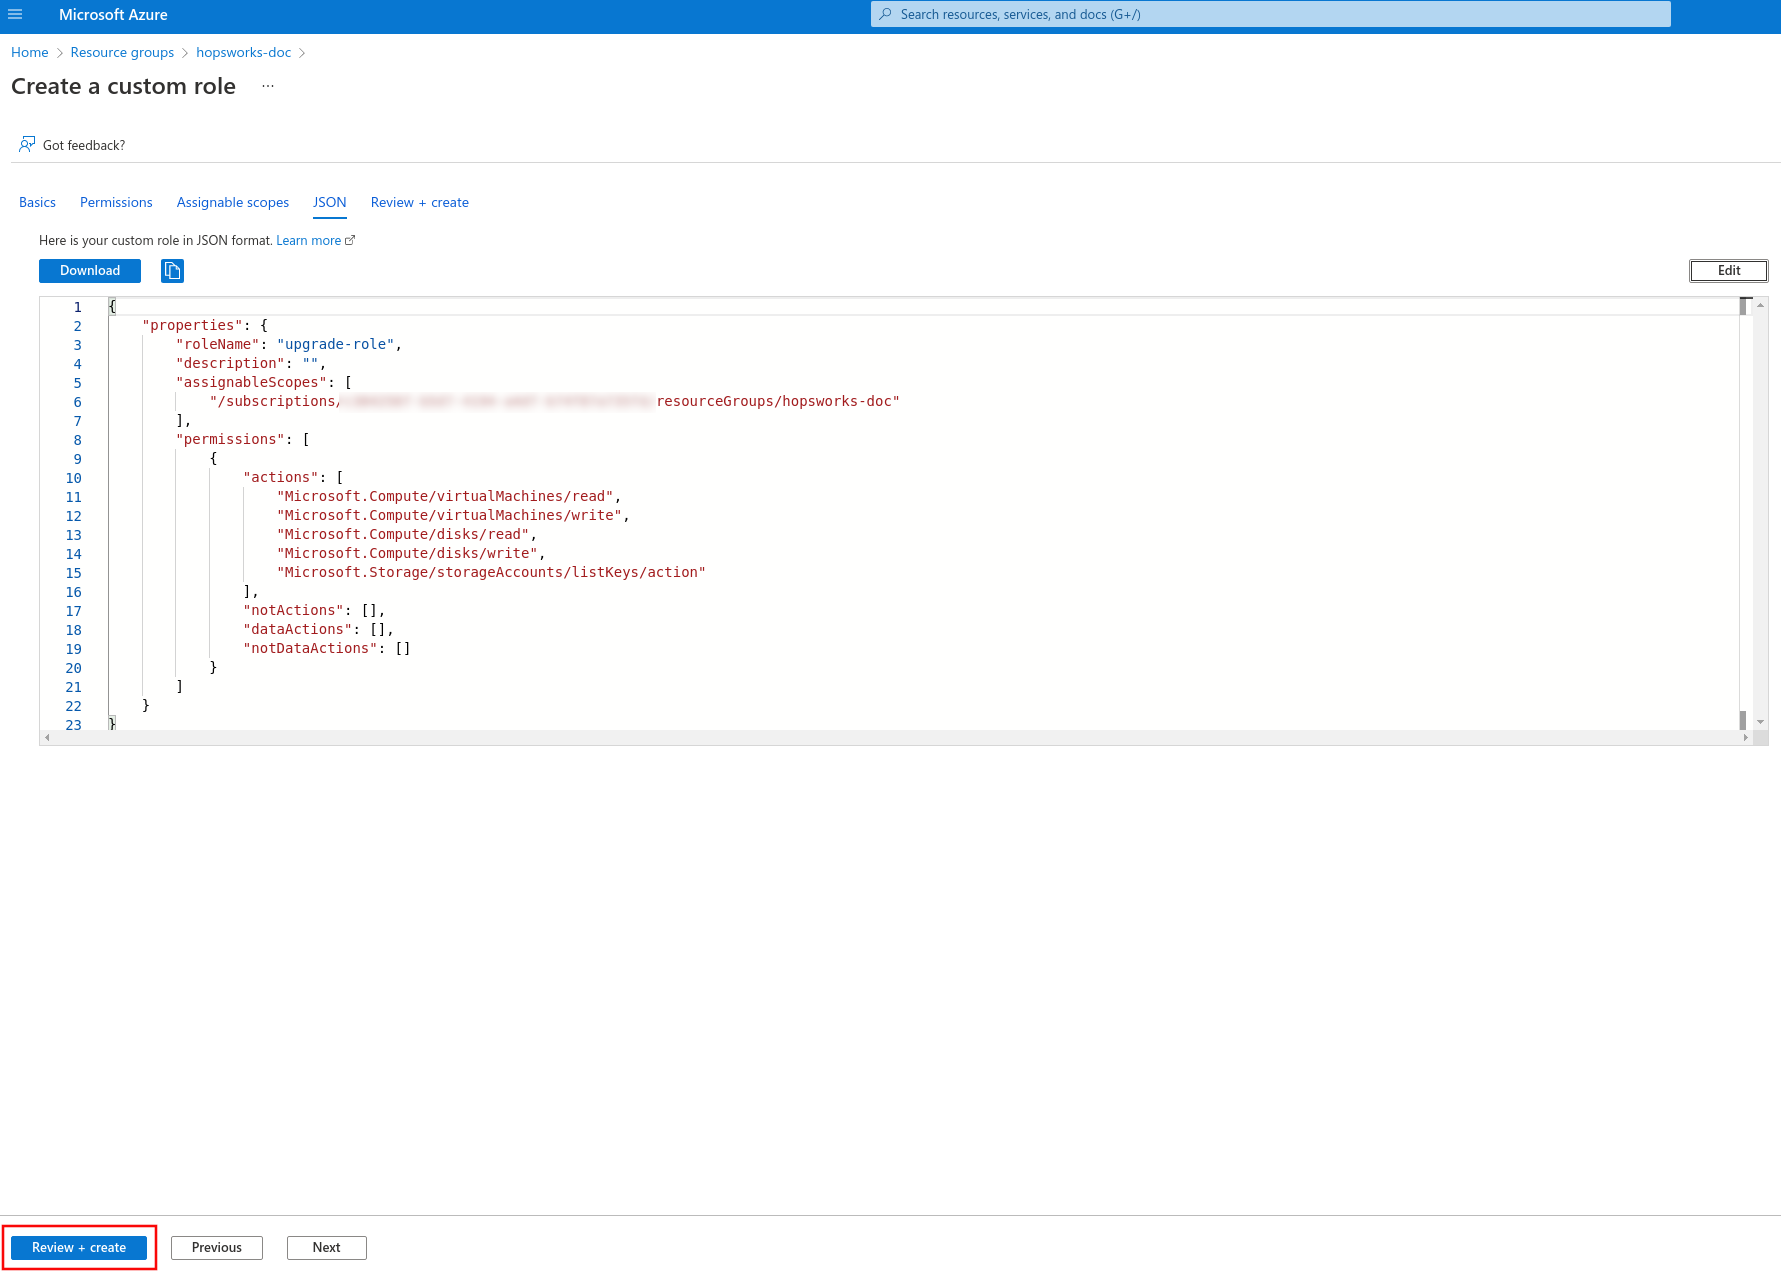 Microsoft Azure
Search resources, services, and docs (G+/)
Home > Resource groups > hopsworks-doc >
Create a custom role ...
Got feedback?
Basics Permissions Assignable scopes JSON Review + create
Here is your custom role in JSON format. Learn more
Download
Edit
1 {
2 "properties": {
3 "roleName": "upgrade-role",
4 "description": "",
5 "assignableScopes": [
6 "/subscriptions/ resourceGroups/hopsworks-doc"
7 ],
8 "permissions": [
9 {
10 "actions": [
11 "Microsoft.Compute/virtualMachines/read",
12 "Microsoft.Compute/virtualMachines/write",
13 "Microsoft.Compute/disks/read",
14 "Microsoft.Compute/disks/write",
15 "Microsoft.Storage/storageAccounts/listKeys/action"
16 ],
17 "notActions": [],
18 "dataActions": [],
19 "notDataActions": []
20 }
21 ]
22 }
23 }
Review + create Previous Next